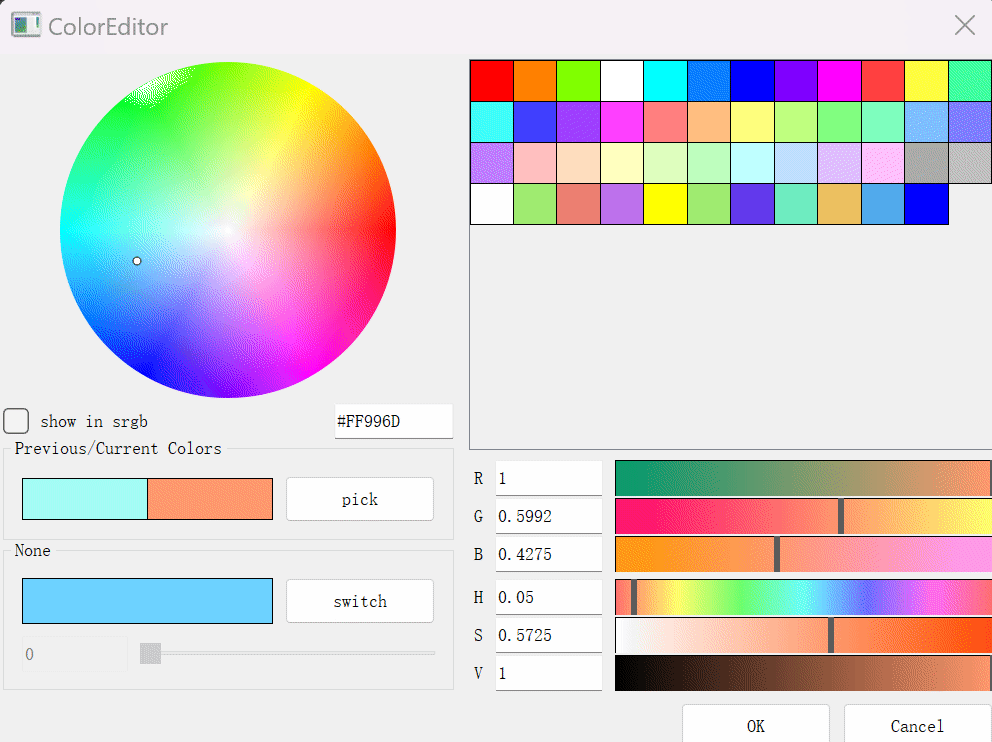 ColorEditor
show in srgb
#FF996D
Previous/Current Colors
pick
None
switch
0
R 1
G 0.5992
B 0.4275
H 0.05
S 0.5725
V 1
OK
Cancel